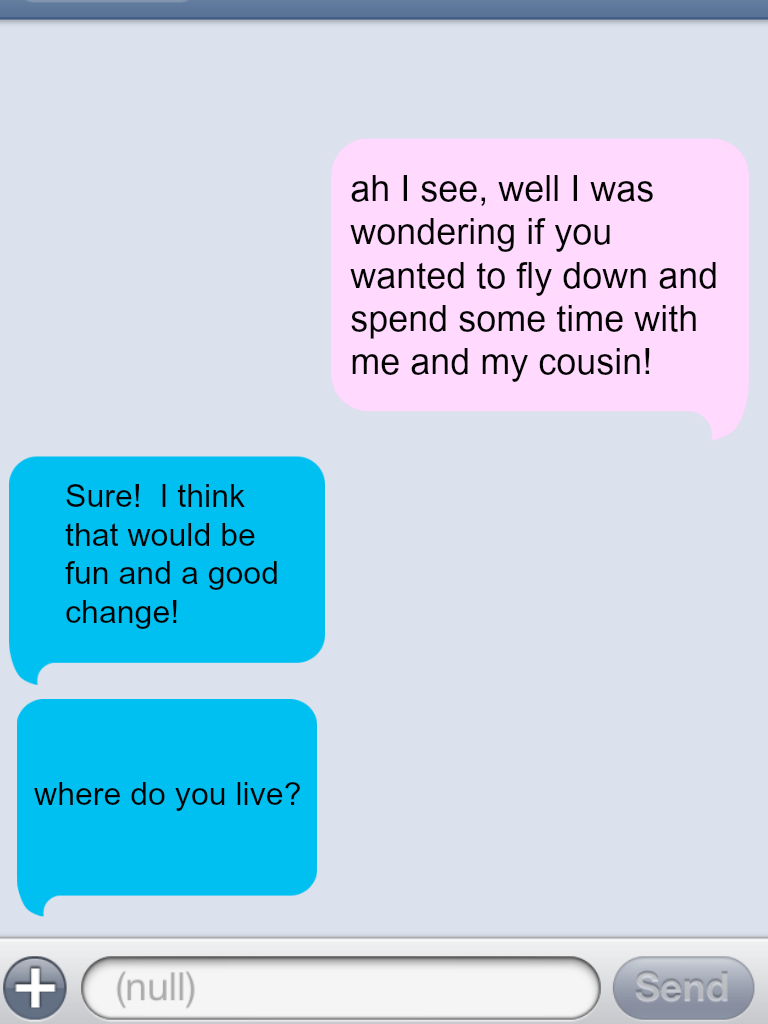 ah I see, well I was
wondering if you
wanted to fly down and
spend some time with
me and my cousin!
Sure!  I think
that would be
fun and a good
change!
where do you live?
(null)
Send